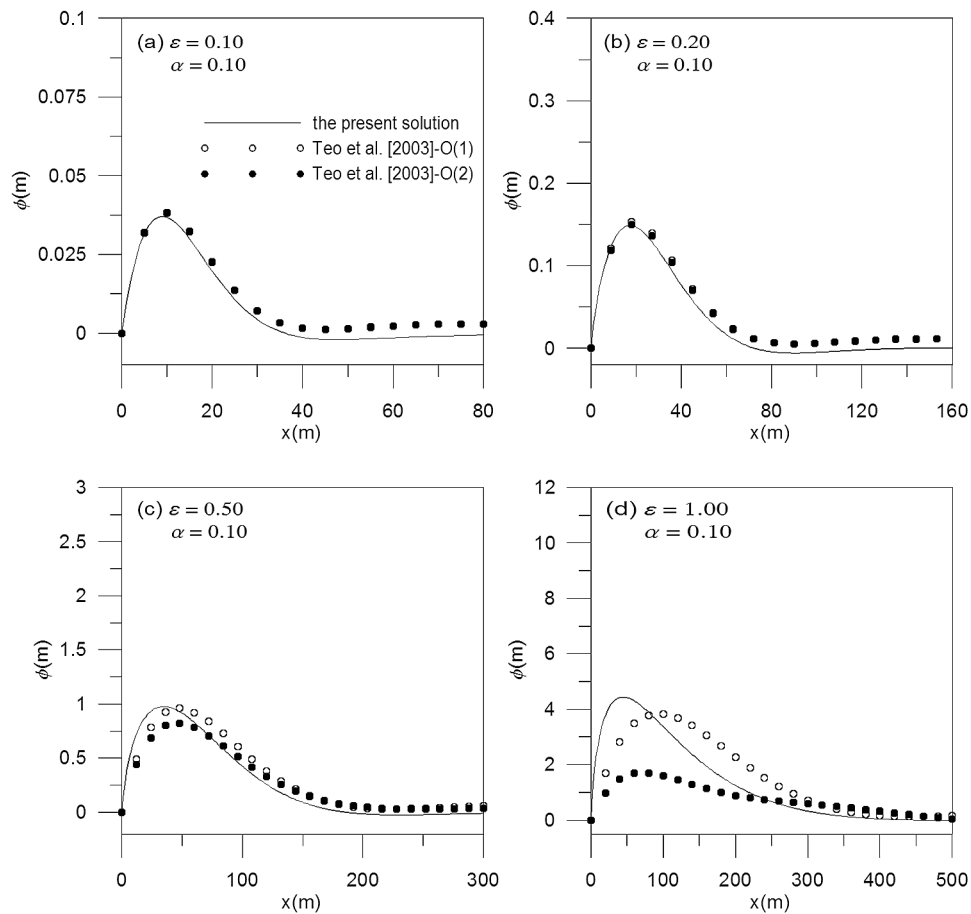 (a) ε = 0.10
α = 0.10
the present solution
Teo et al. [2003]-O(1)
Teo et al. [2003]-O(2)
0.1
0.075
0.05
0.025
0
ϕ(m)
0 20 40 60 80
x(m)
(b) ε = 0.20
α = 0.10
0.4
0.3
0.2
0.1
0
ϕ(m)
0 40 80 120 160
x(m)
(c) ε = 0.50
α = 0.10
3
2.5
2
1.5
1
0.5
0
ϕ(m)
0 100 200 300
x(m)
(d) ε = 1.00
α = 0.10
12
10
8
6
4
2
0
ϕ(m)
0 100 200 300 400 500
x(m)